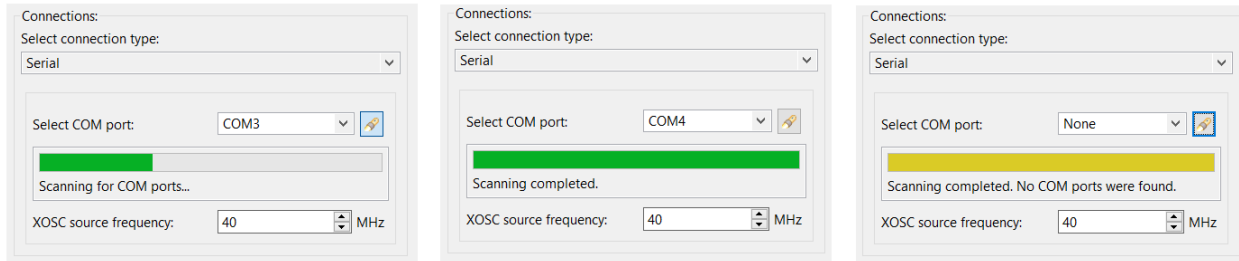 Connections:
Select connection type:
Serial
Select COM port: COM3
Scanning for COM ports...
XOSC source frequency: 40 MHz
Connections:
Select connection type:
Serial
Select COM port: COM4
Scanning completed.
XOSC source frequency: 40 MHz
Connections:
Select connection type:
Serial
Select COM port: None
Scanning completed. No COM ports were found.
XOSC source frequency: 40 MHz